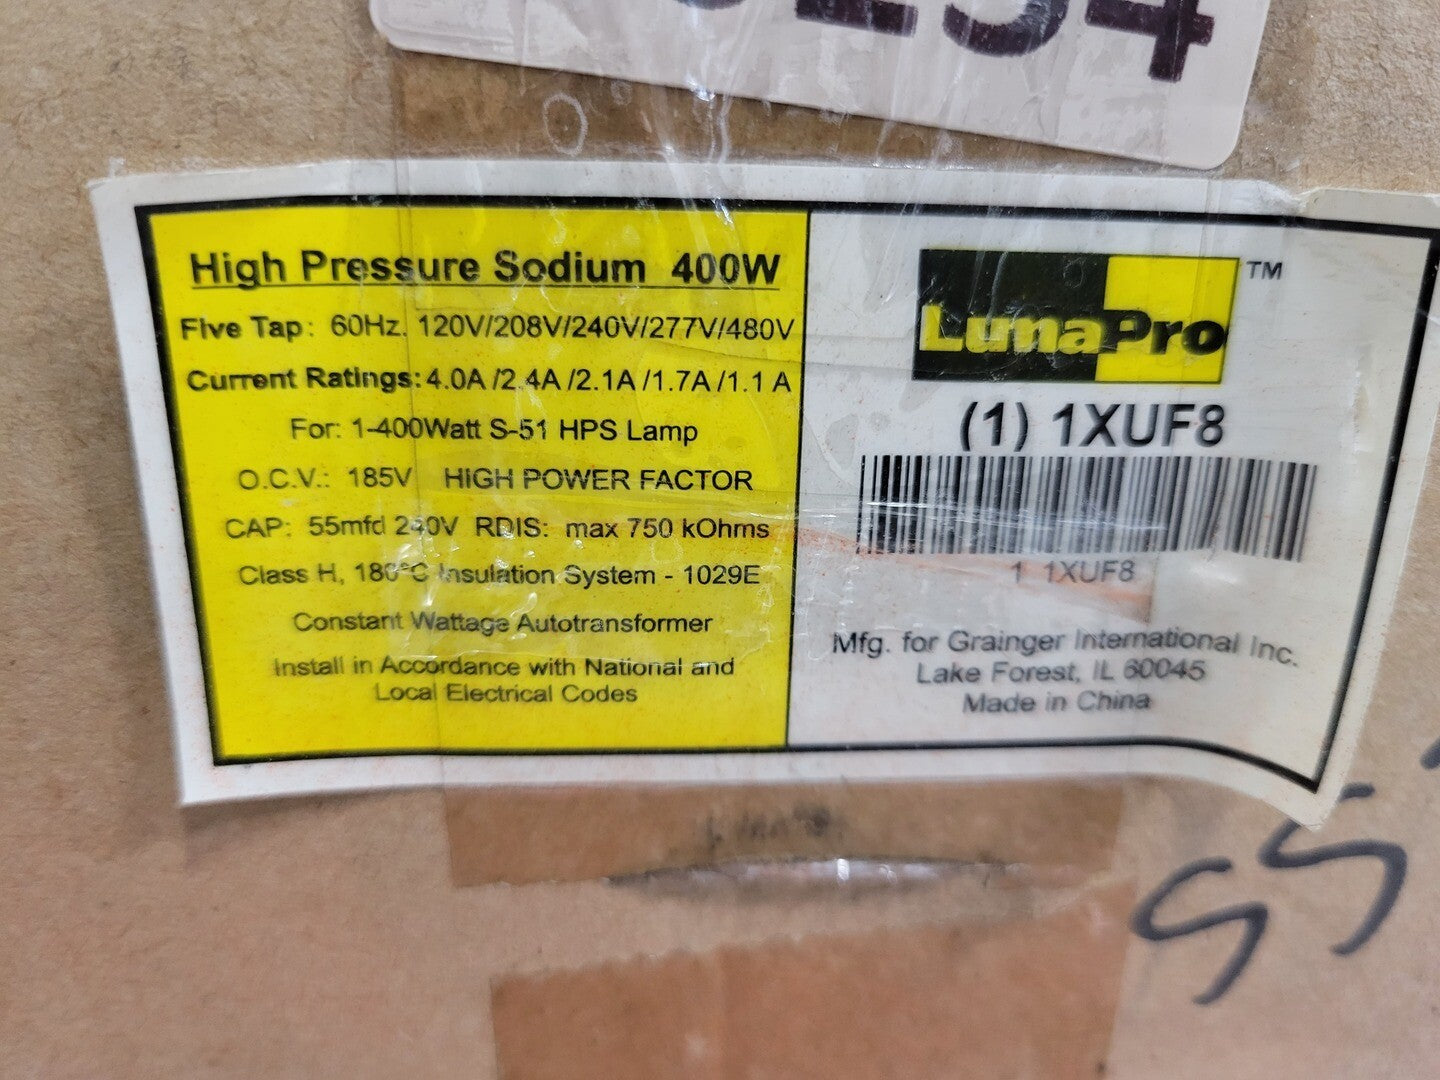 High Pressure Sodium 400W
Five Tap: 60Hz. 120V/208V/240V/277V/480V
Current Ratings: 4.0A /2.4A /2.1A /1.7A /1.1 A
For: 1-400Watt S-51 HPS Lamp
O.C.V.: 185V HIGH POWER FACTOR
CAP: 55mfd 240V RDIS: max 750 kOhms
Class H, 180°C Insulation System - 1029E
Constant Wattage Autotransformer
Install in Accordance with National and
Local Electrical Codes
LumaPro TM
(1) 1XUF8
1 1XUF8
Mfg. for Grainger International Inc.
Lake Forest, IL 60045
Made in China